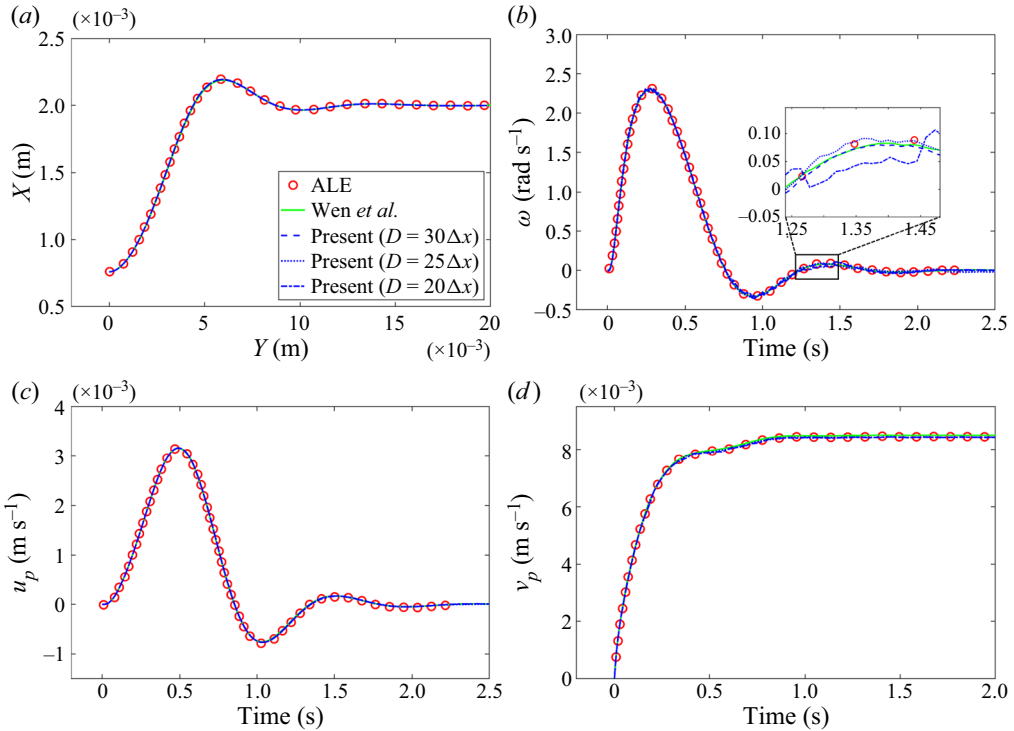 (a) (×10⁻³)
2.5
2.0
1.5
1.0
0.5
X (m)
0 5 10 15 20
Y (m) (×10⁻³)
ALE
Wen et al.
Present (D = 30Δx)
Present (D = 25Δx)
Present (D = 20Δx)
(b)
3.0
2.5
2.0
1.5
1.0
0.5
0
−0.5
ω (rad s⁻¹)
0.10
0.05
0
−0.05
1.25 1.35 1.45
0 0.5 1.0 1.5 2.0 2.5
Time (s)
(c) (×10⁻³)
4
3
2
1
0
−1
uₚ (m s⁻¹)
0 0.5 1.0 1.5 2.0 2.5
Time (s)
(d) (×10⁻³)
8
6
4
2
0
vₚ (m s⁻¹)
0 0.5 1.0 1.5 2.0
Time (s)